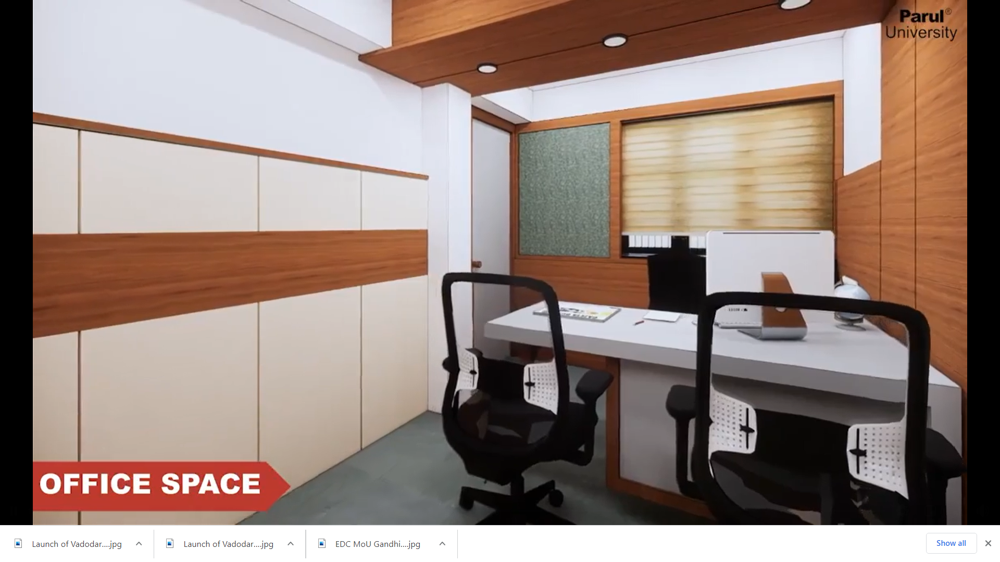 Parul®
University
OFFICE SPACE
Launch of Vadodar....jpg
Launch of Vadodar....jpg
EDC MoU Gandhi....jpg
Show all